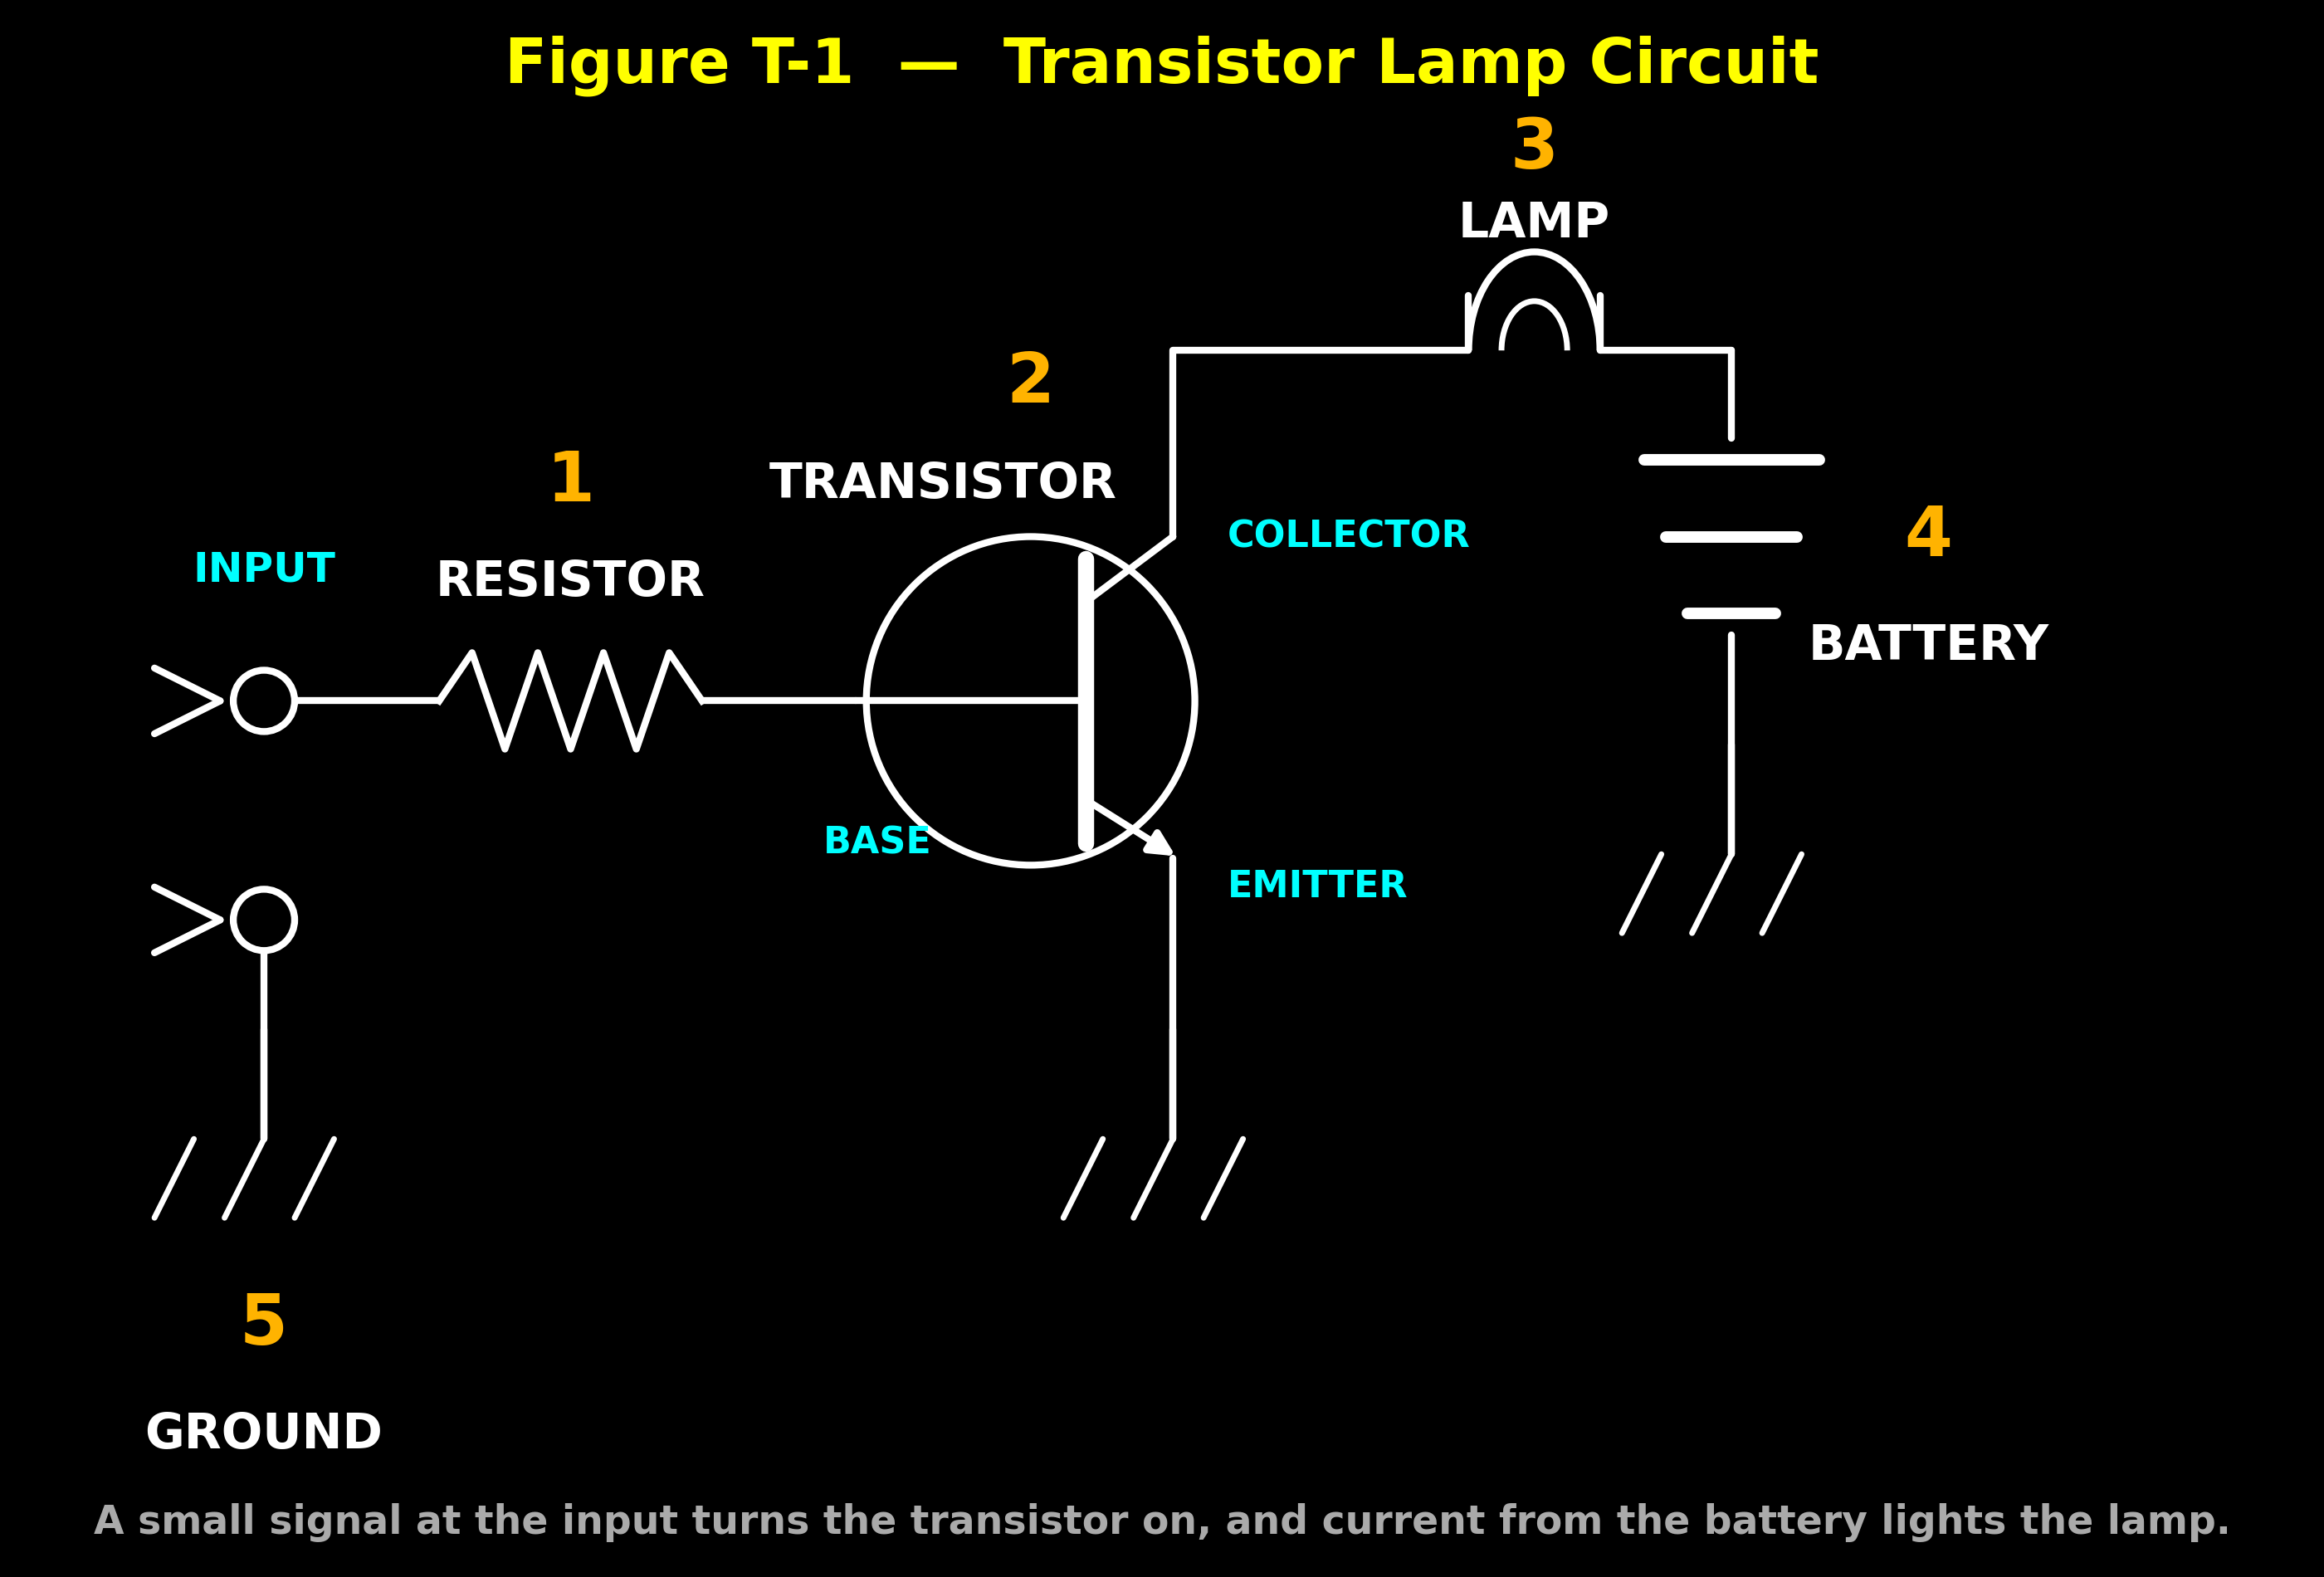 Figure T-1 — Transistor Lamp Circuit
3
LAMP
2
TRANSISTOR
1
RESISTOR
INPUT
COLLECTOR
4
BATTERY
BASE
EMITTER
5
GROUND
A small signal at the input turns the transistor on, and current from the battery lights the lamp.